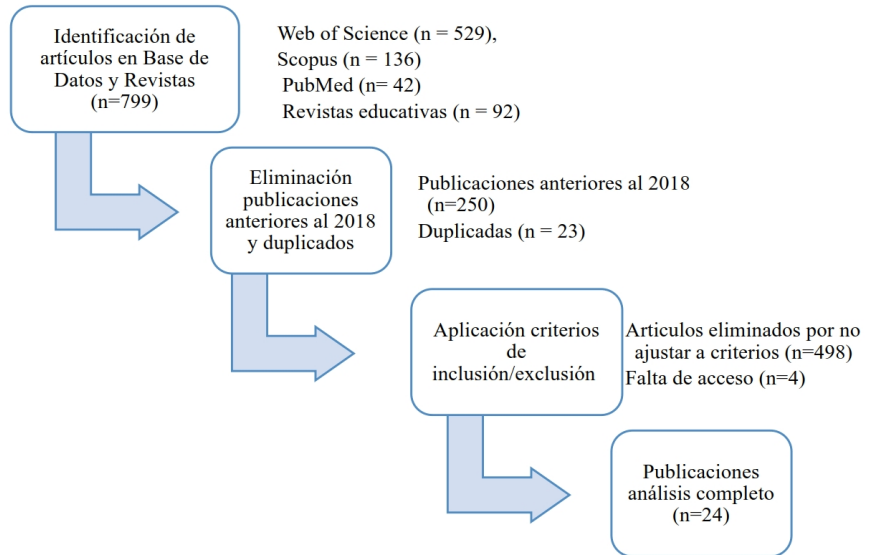 Identificación de
artículos en Base de
Datos y Revistas
(n=799)
Web of Science (n = 529),
Scopus (n = 136)
PubMed (n= 42)
Revistas educativas (n = 92)
Eliminación
publicaciones
anteriores al 2018
y duplicados
Publicaciones anteriores al 2018
(n=250)
Duplicadas (n = 23)
Aplicación criterios
de
inclusión/exclusión
Articulos eliminados por no
ajustar a criterios (n=498)
Falta de acceso (n=4)
Publicaciones
análisis completo
(n=24)